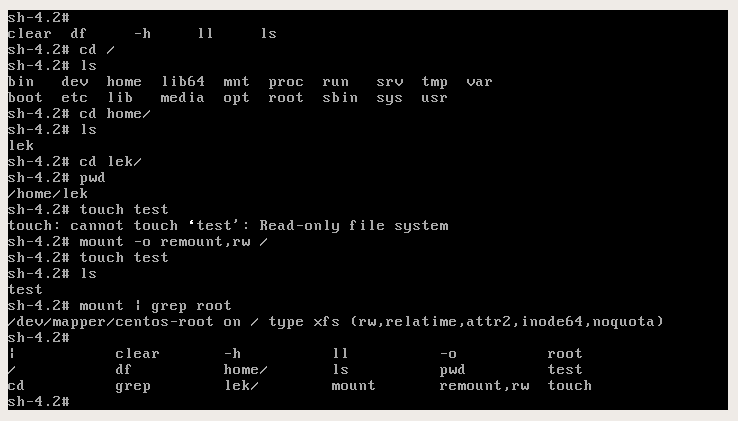 sh-4.2#
clear  df      -h      ll      ls
sh-4.2# cd /
sh-4.2# ls
bin   dev  home  lib64  mnt  proc  run   srv  tmp  var
boot  etc  lib   media  opt  root  sbin  sys  usr
sh-4.2# cd home/
sh-4.2# ls
lek
sh-4.2# cd lek/
sh-4.2# pwd
/home/lek
sh-4.2# touch test
touch: cannot touch ‘test’: Read-only file system
sh-4.2# mount -o remount,rw /
sh-4.2# touch test
sh-4.2# ls
test
sh-4.2# mount | grep root
/dev/mapper/centos-root on / type xfs (rw,relatime,attr2,inode64,noquota)
sh-4.2#
|             clear         -h            ll            -o            root
/             df            home/         ls            pwd           test
cd            grep          lek/          mount         remount,rw    touch
sh-4.2#